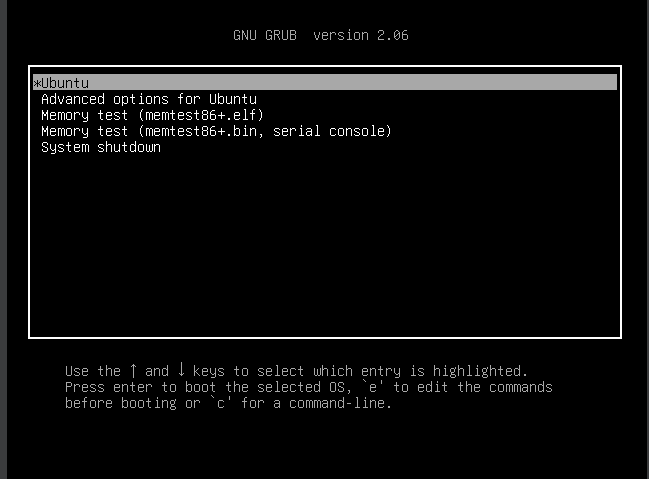 GNU GRUB  version 2.06
*Ubuntu
Advanced options for Ubuntu
Memory test (memtest86+.elf)
Memory test (memtest86+.bin, serial console)
System shutdown
Use the ↑ and ↓ keys to select which entry is highlighted.
Press enter to boot the selected OS, `e' to edit the commands
before booting or `c' for a command-line.